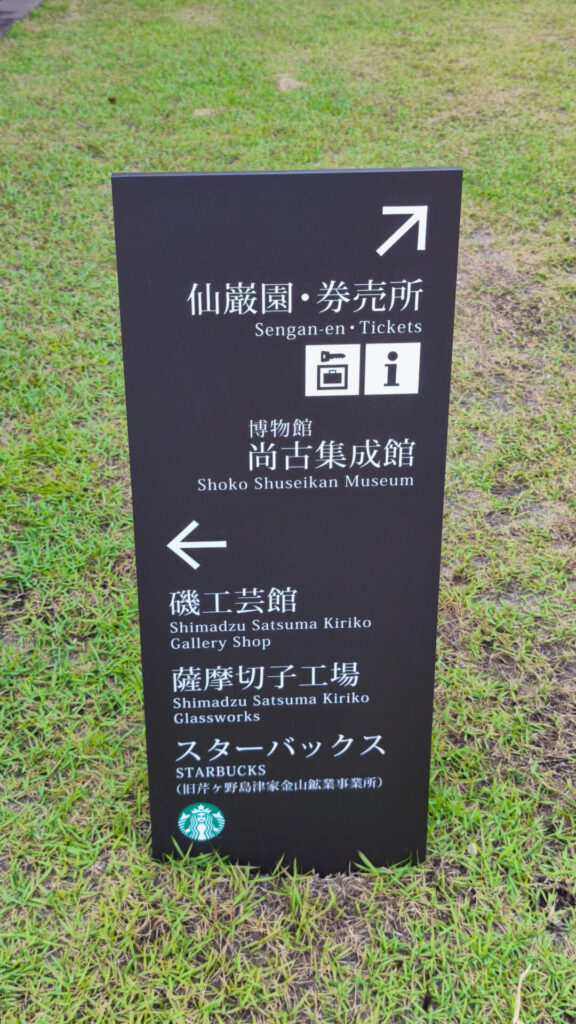 仙巌園・券売所
Sengan-en・Tickets
i
博物館
尚古集成館
Shoko Shuseikan Museum
磯工芸館
Shimadzu Satsuma Kiriko
Gallery Shop
薩摩切子工場
Shimadzu Satsuma Kiriko
Glassworks
スターバックス
STARBUCKS
（旧芹ヶ野島津家金山鉱業事業所）